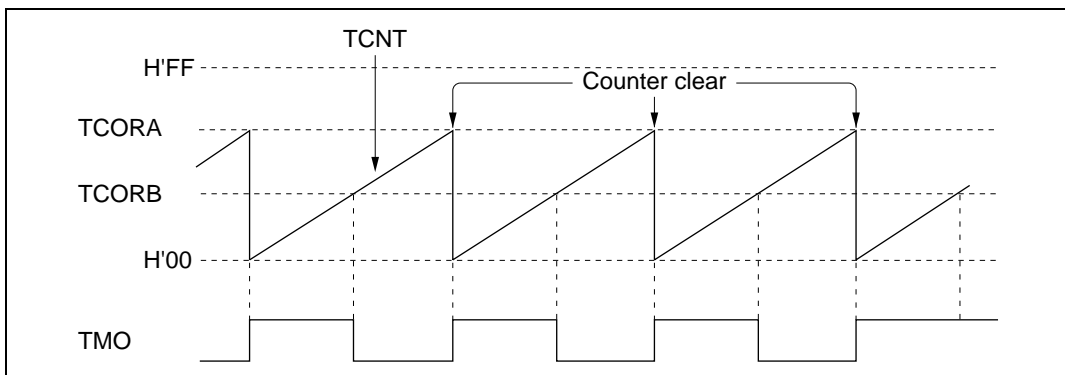 TCNT
H'FF
Counter clear
TCORA
TCORB
H'00
TMO